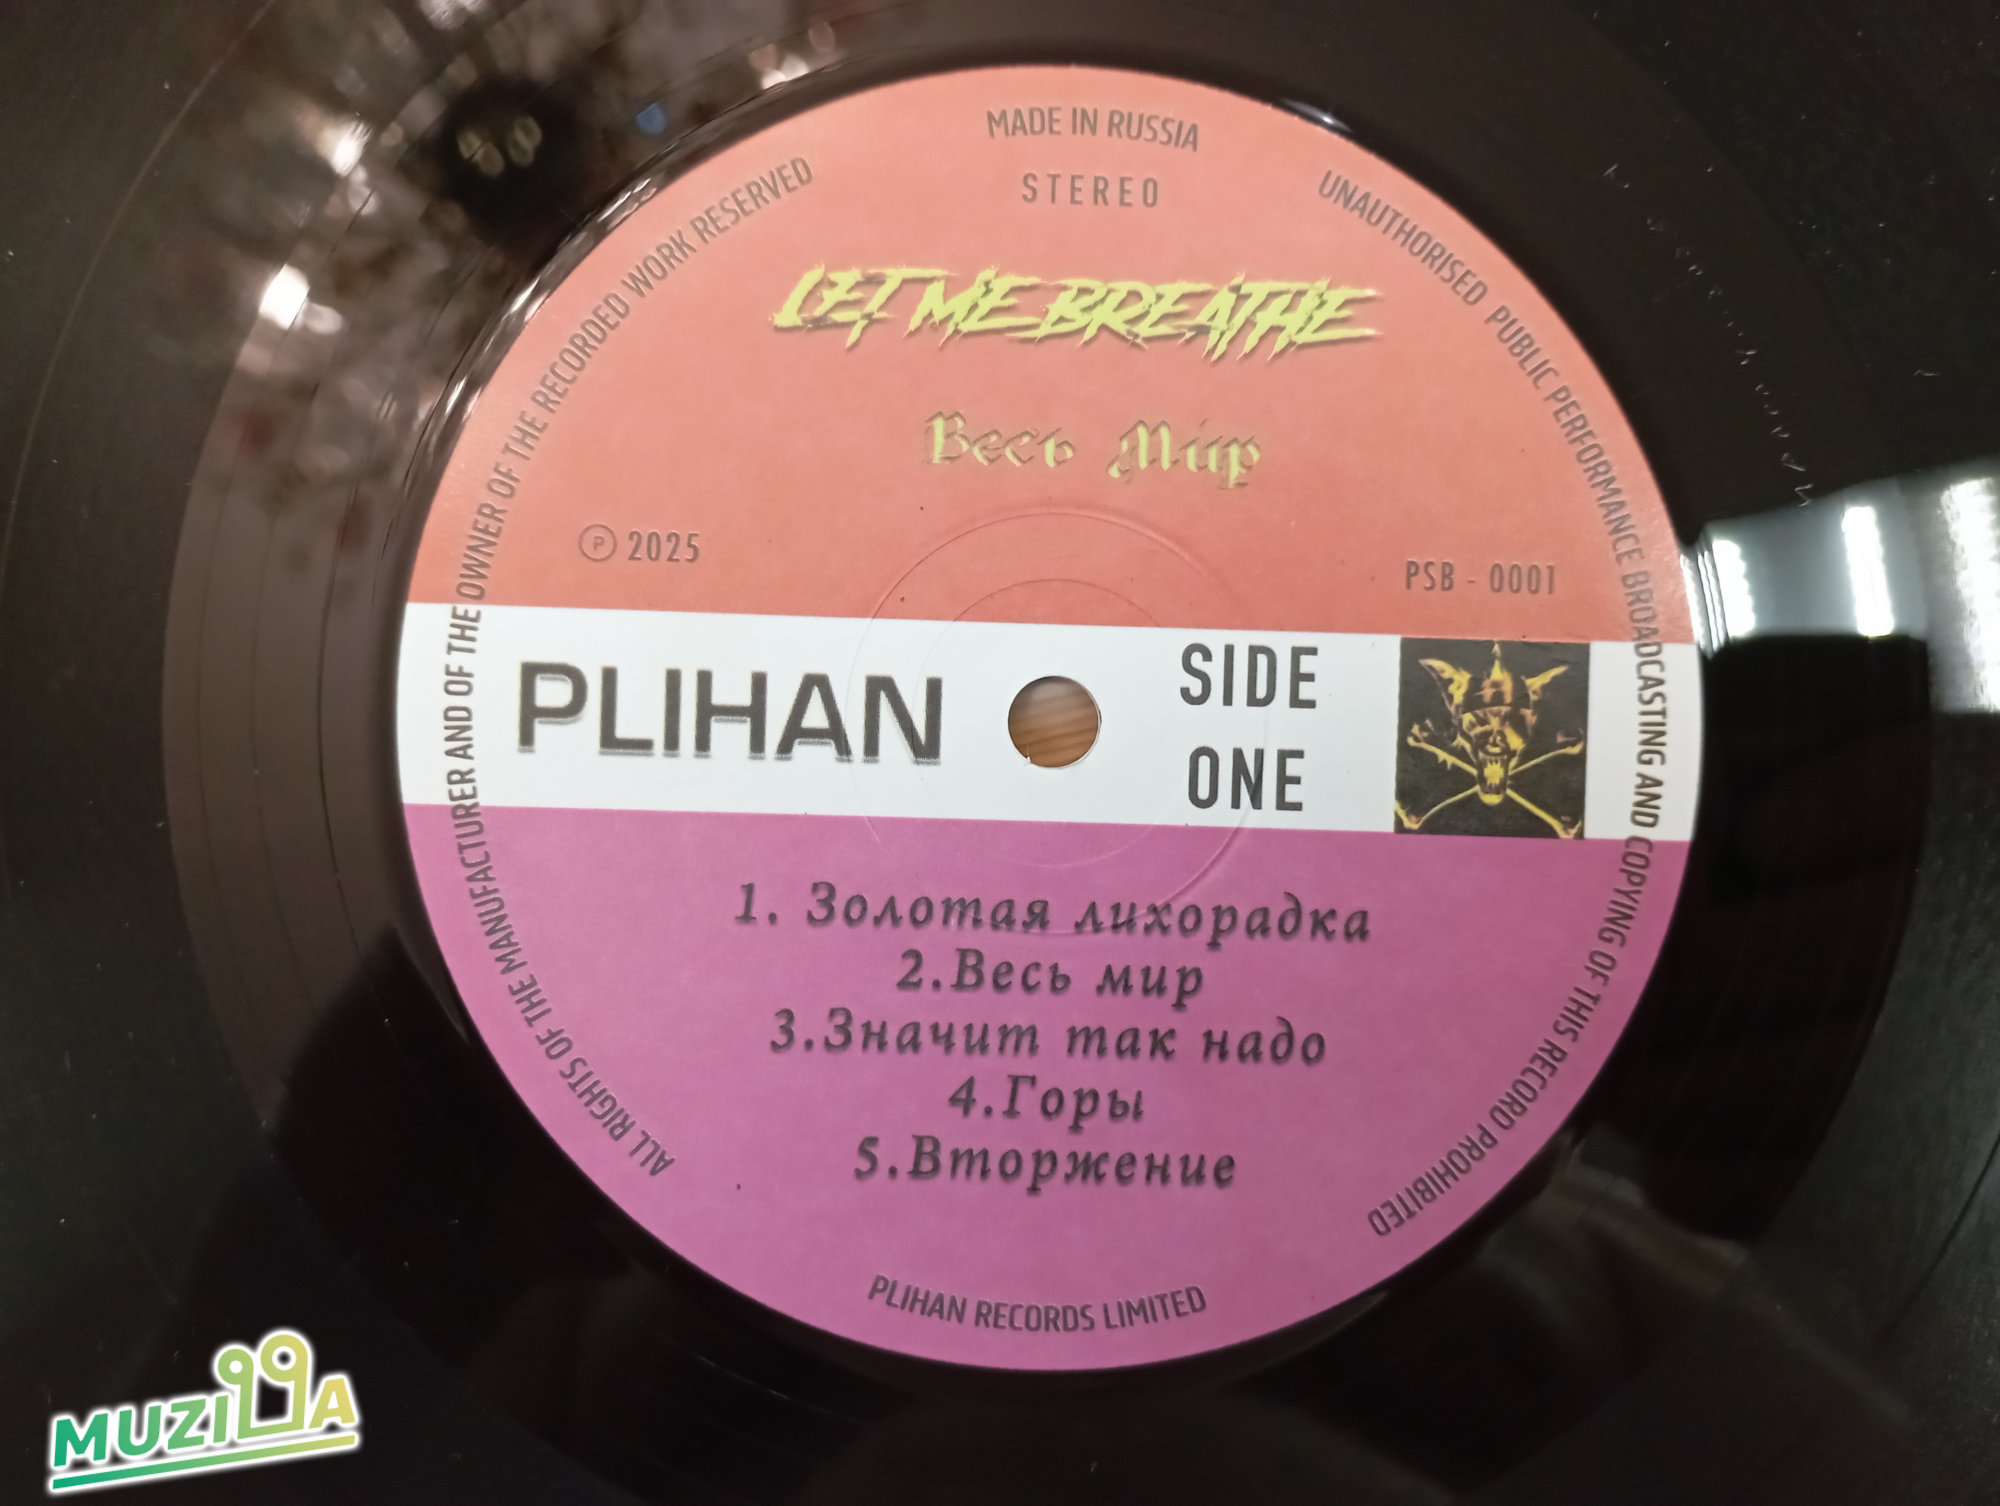 MADE IN RUSSIA
STEREO
ALL RIGHTS OF THE MANUFACTURER AND OF THE OWNER OF THE RECORDED WORK RESERVED
UNAUTHORISED PUBLIC PERFORMANCE BROADCASTING AND COPYING OF THIS RECORD PROHIBITED
LET ME BREATHE
Весь Мир
Ⓟ 2025
PSB - 0001
PLIHAN
SIDE
ONE
1. Золотая лихорадка
2.Весь мир
3.Значит так надо
4.Горы
5.Вторжение
PLIHAN RECORDS LIMITED
MUZILLA